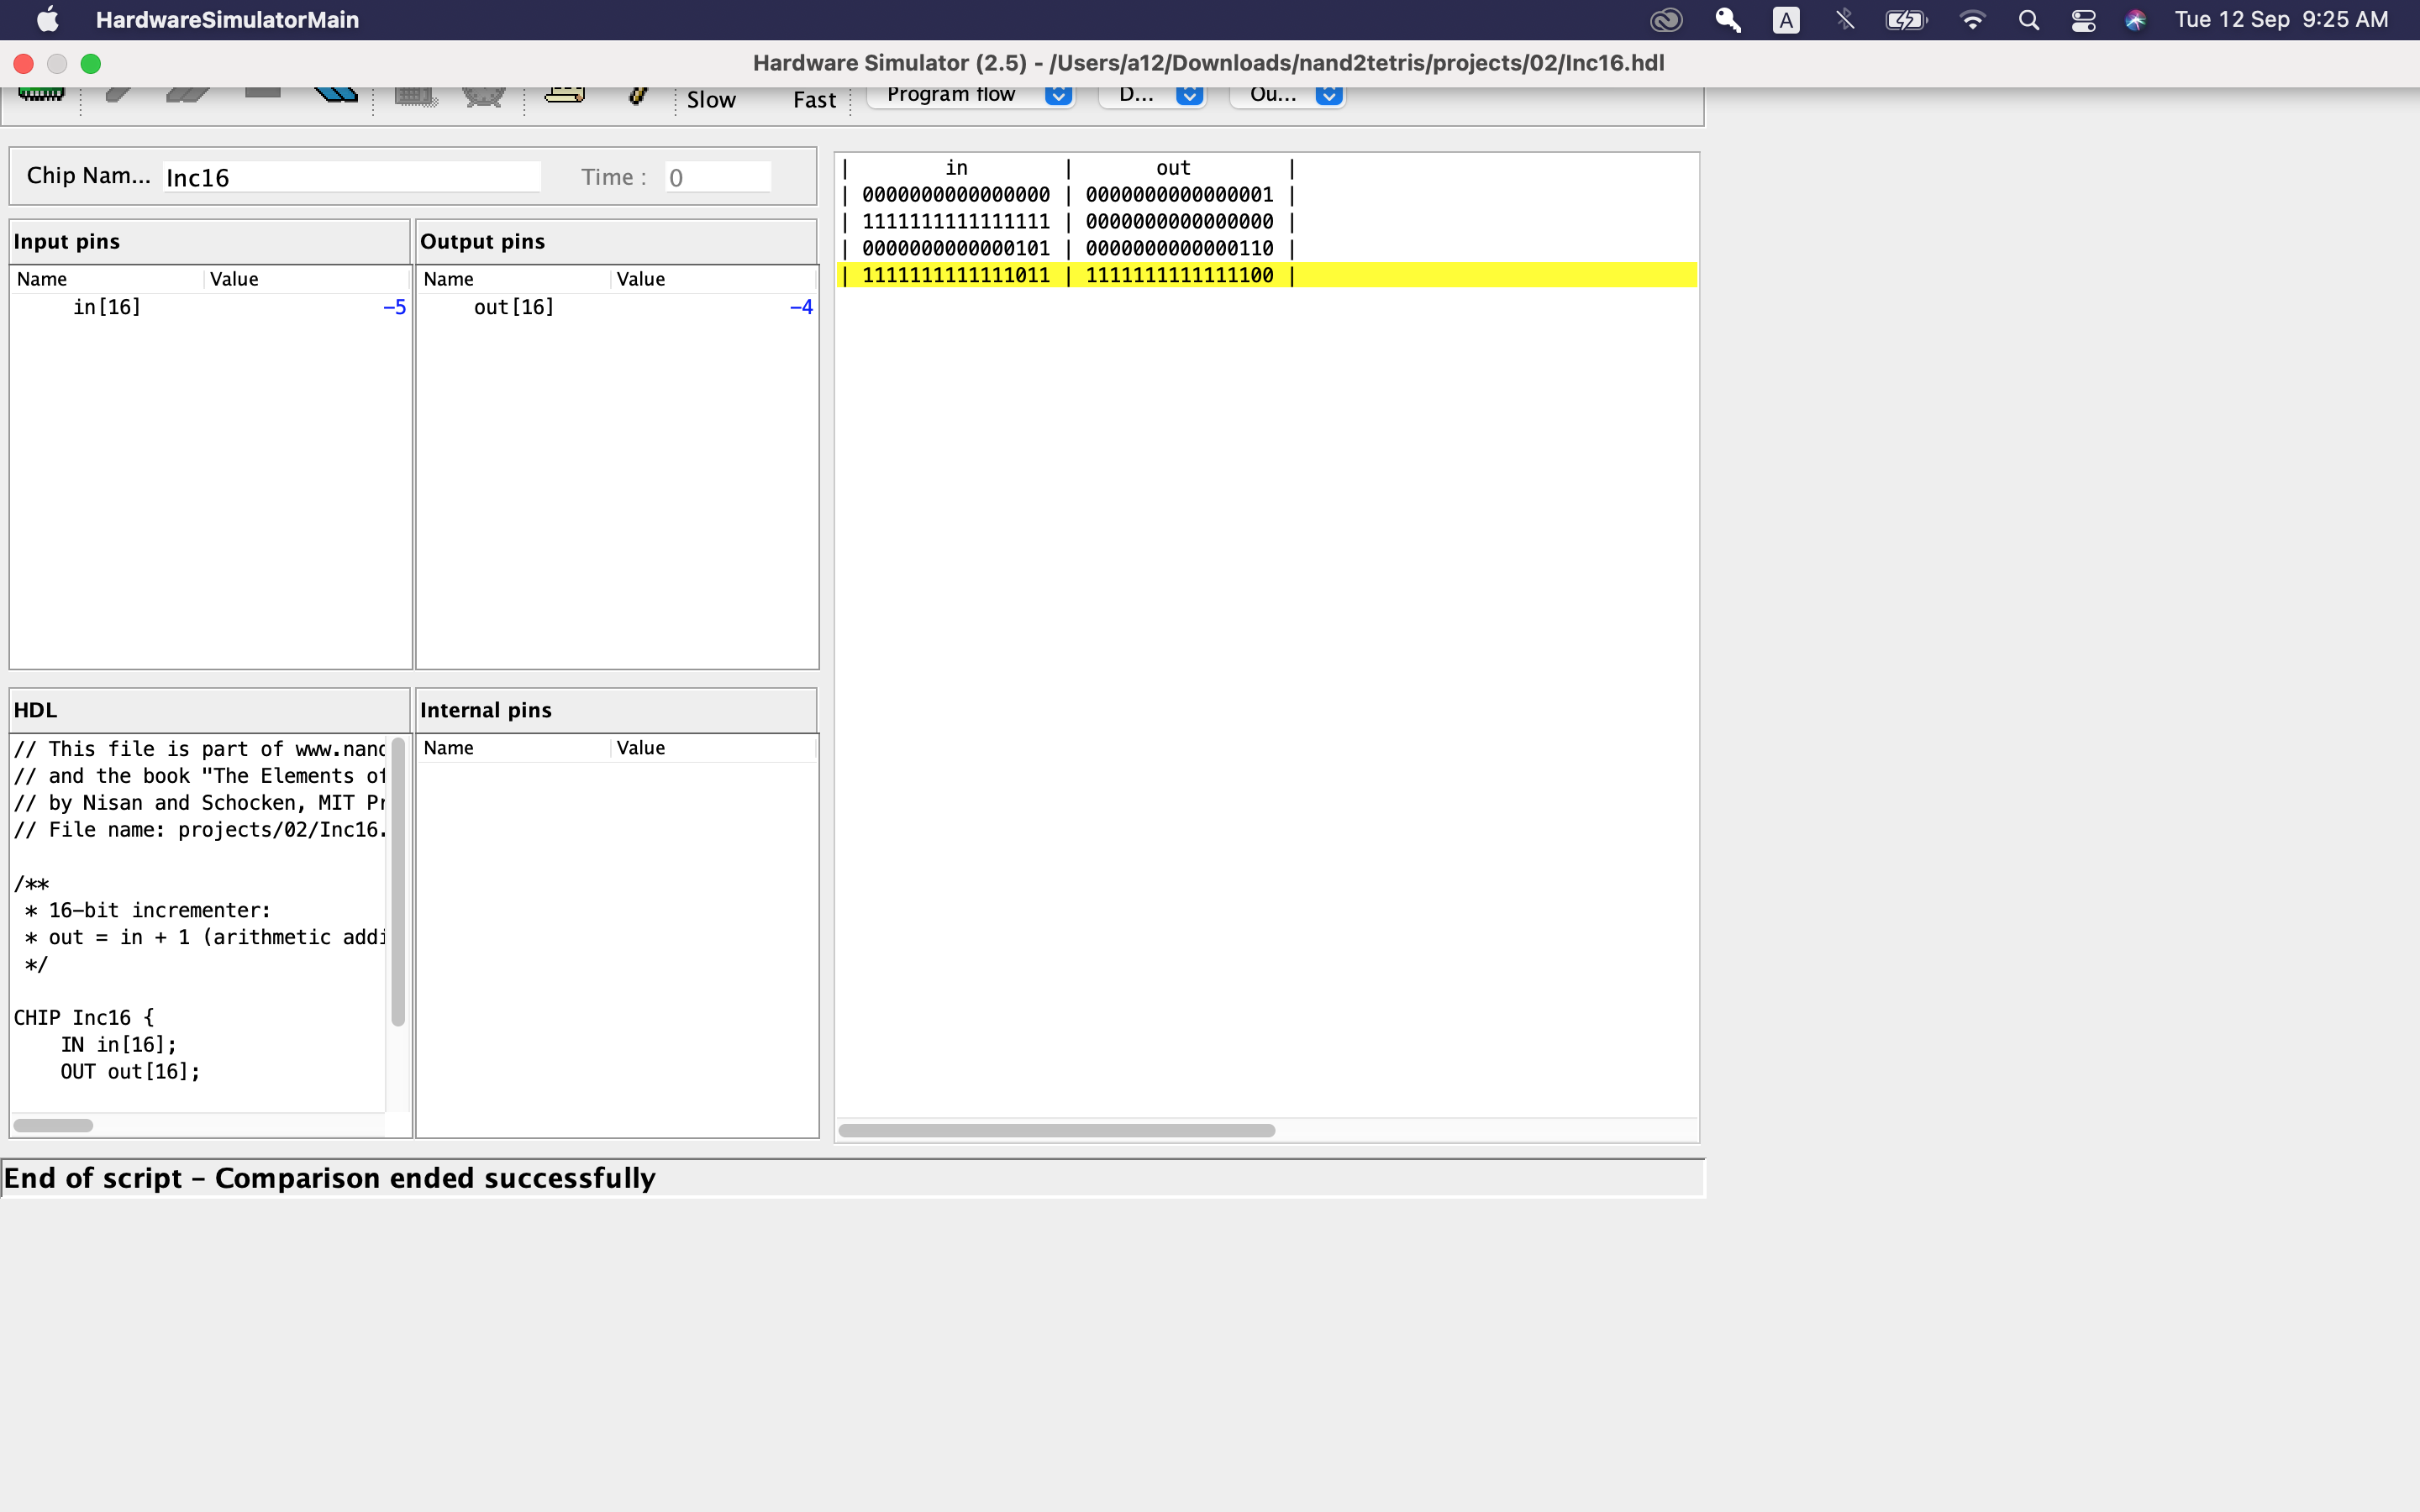 HardwareSimulatorMain
A
Tue 12 Sep 9:25 AM
Hardware Simulator (2.5) - /Users/a12/Downloads/nand2tetris/projects/02/Inc16.hdl
Slow Fast Program flow D... Ou...
Chip Nam... Inc16 Time : 0
Input pins
Name Value
in[16] -5
Output pins
Name Value
out[16] -4
| in | out |
| 0000000000000000 | 0000000000000001 |
| 1111111111111111 | 0000000000000000 |
| 0000000000000101 | 0000000000000110 |
| 1111111111111011 | 1111111111111100 |
HDL
// This file is part of www.nand
// and the book "The Elements of
// by Nisan and Schocken, MIT Pr
// File name: projects/02/Inc16.
/**
* 16-bit incrementer:
* out = in + 1 (arithmetic addi
*/
CHIP Inc16 {
IN in[16];
OUT out[16];
Internal pins
Name Value
End of script - Comparison ended successfully